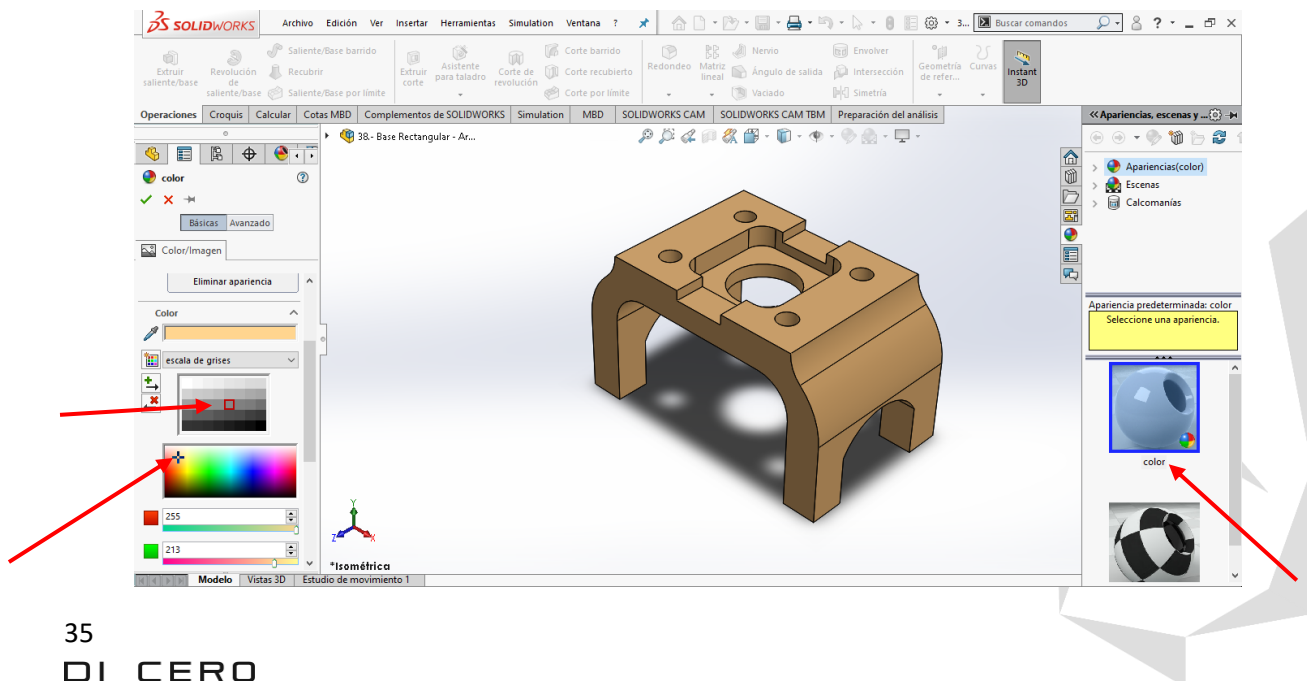 SOLIDWORKS Archivo Edición Ver Insertar Herramientas Simulation Ventana ? 3... Buscar comandos ?
Extruir saliente/base
Revolución de saliente/base
Saliente/Base barrido
Recubrir
Saliente/Base por límite
Extruir corte
Asistente para taladro
Corte de revolución
Corte barrido
Corte recubierto
Corte por límite
Redondeo
Matriz lineal
Nervio
Ángulo de salida
Vaciado
Envolver
Intersección
Simetría
Geometría de refer...
Curvas
Instant 3D
Operaciones Croquis Calcular Cotas MBD Complementos de SOLIDWORKS Simulation MBD SOLIDWORKS CAM SOLIDWORKS CAM TBM Preparación del análisis
38.- Base Rectangular - Ar...
color
Básicas Avanzado
Color/Imagen
Eliminar apariencia
Color
escala de grises
255
213
Y
Z X
*Isométrica
Modelo Vistas 3D Estudio de movimiento 1
Apariencias, escenas y ...
Apariencias(color)
Escenas
Calcomanías
Apariencia predeterminada: color
Seleccione una apariencia.
color
35
DI CERO